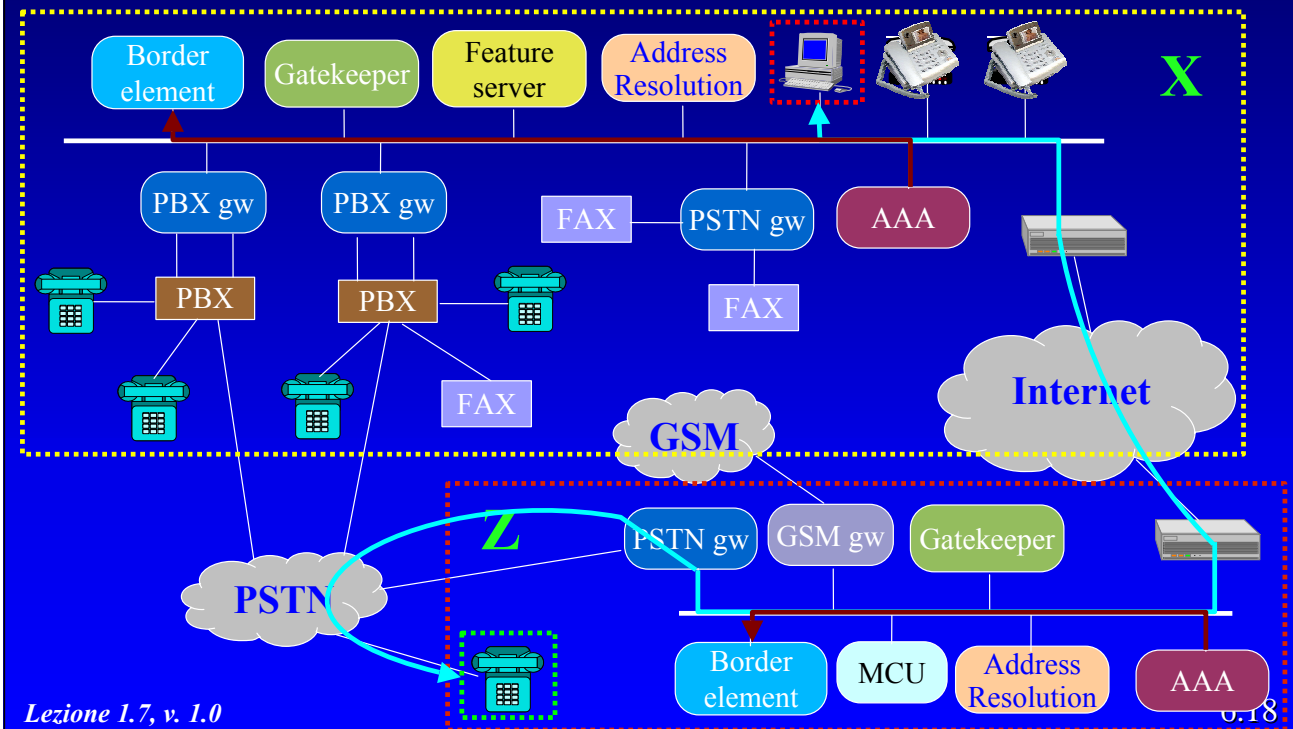 Border
element
Gatekeeper
Feature
server
Address
Resolution
X
PBX gw
PBX gw
FAX
PSTN gw
AAA
PBX
PBX
FAX
FAX
Internet
GSM
Z
PSTN gw
GSM gw
Gatekeeper
PSTN
Border
element
MCU
Address
Resolution
AAA
Lezione 1.7, v. 1.0
6.18